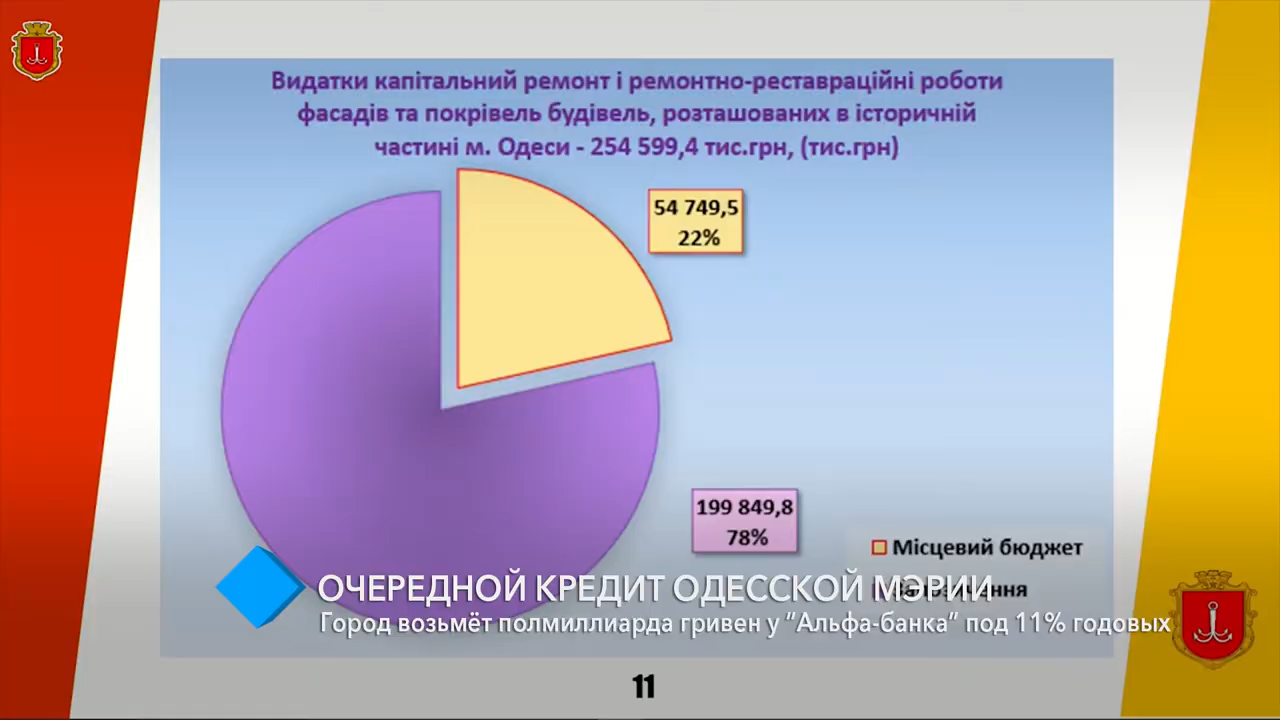 Видатки капітальний ремонт і ремонтно-реставраційні роботи
фасадів та покрівель будівель, розташованих в історичній
частині м. Одеси - 254 599,4 тис.грн, (тис.грн)
54 749,5
22%
199 849,8
78%
Місцевий бюджет
ОЧЕРЕДНОЙ КРЕДИТ ОДЕССКОЙ МЭРИИ
Город возьмёт полмиллиарда гривен у "Альфа-банка" под 11% годовых
11